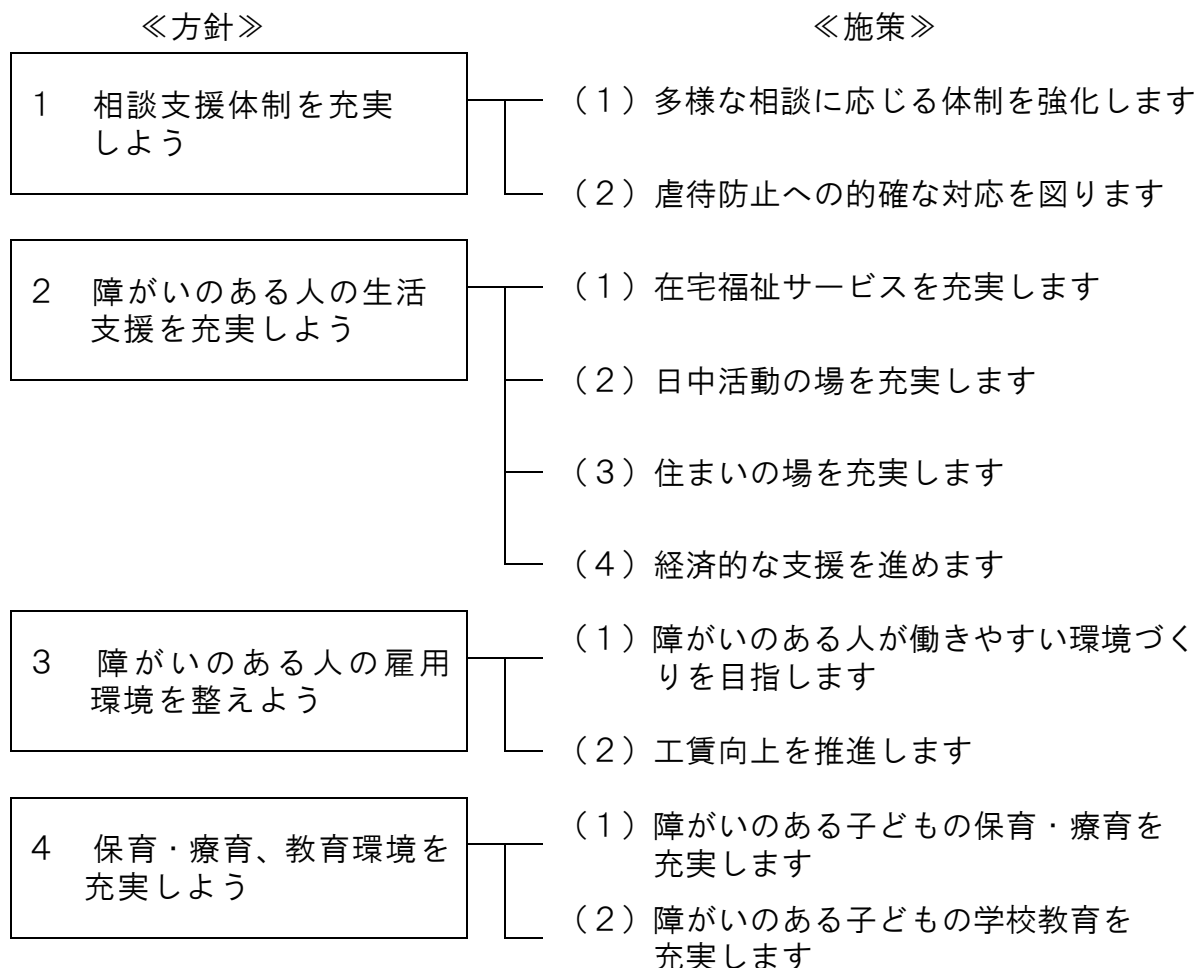 ≪方針≫
≪施策≫
1 相談支援体制を充実
しよう
(1)多様な相談に応じる体制を強化します
(2)虐待防止への的確な対応を図ります
2 障がいのある人の生活
支援を充実しよう
(1)在宅福祉サービスを充実します
(2)日中活動の場を充実します
(3)住まいの場を充実します
(4)経済的な支援を進めます
3 障がいのある人の雇用
環境を整えよう
(1)障がいのある人が働きやすい環境づく
りを目指します
(2)工賃向上を推進します
4 保育・療育、教育環境を
充実しよう
(1)障がいのある子どもの保育・療育を
充実します
(2)障がいのある子どもの学校教育を
充実します